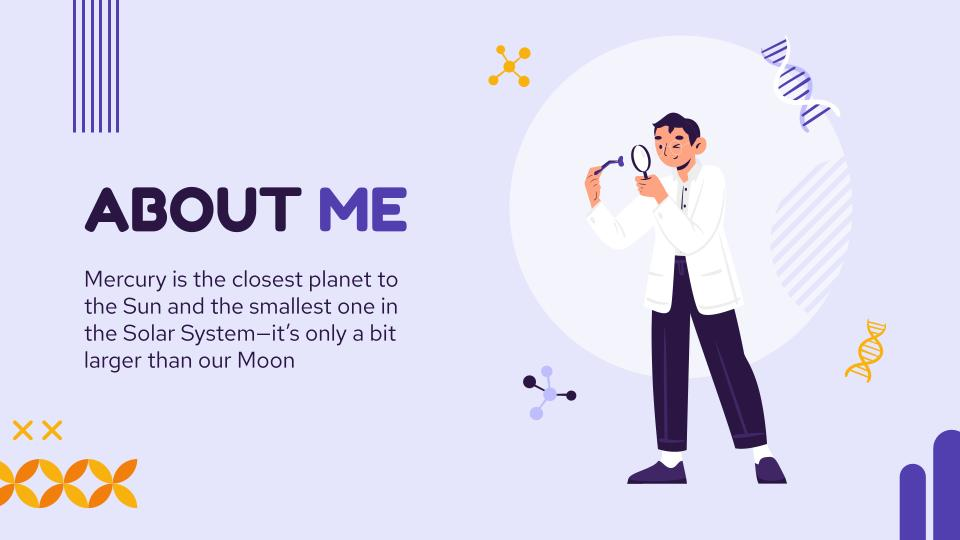 ABOUT ME
Mercury is the closest planet to
the Sun and the smallest one in
the Solar System—it’s only a bit
larger than our Moon